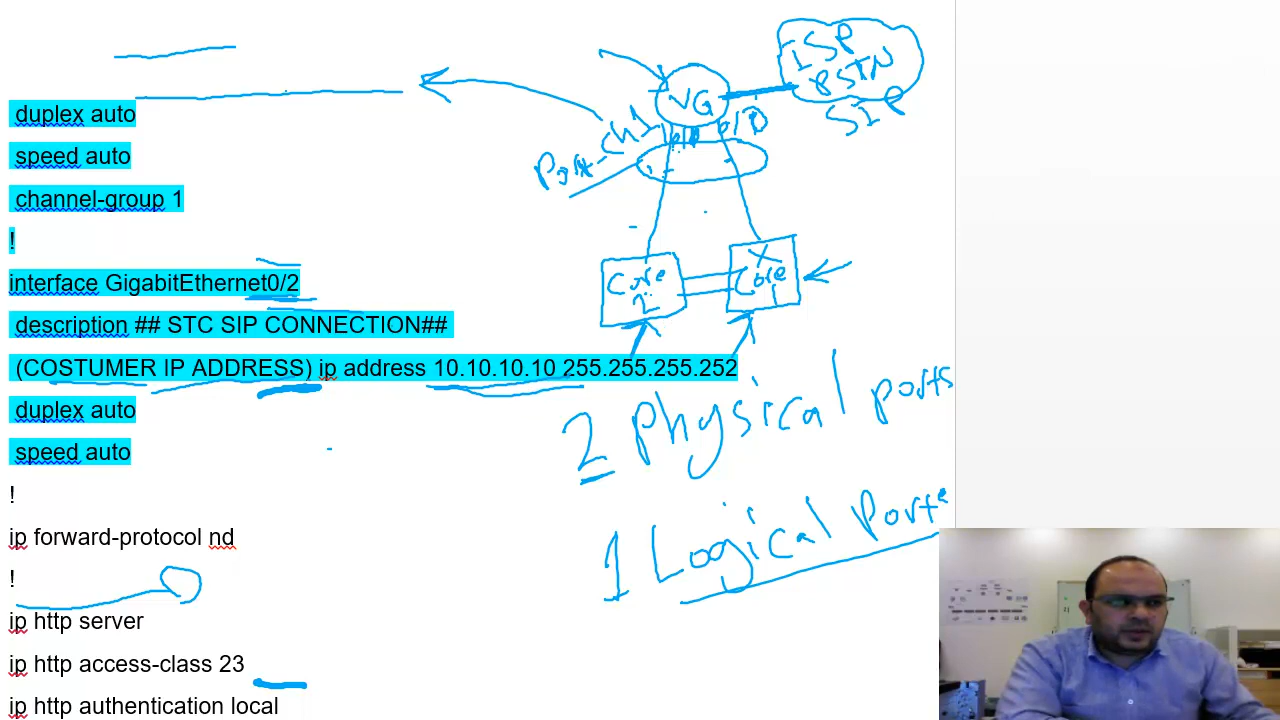 duplex auto
speed auto
channel-group 1
!
interface GigabitEthernet0/2
description ## STC SIP CONNECTION##
(COSTUMER IP ADDRESS) ip address 10.10.10.10 255.255.255.252
duplex auto
speed auto
!
ip forward-protocol nd
!
ip http server
ip http access-class 23
ip http authentication local
ISP
PSTN
SIP
VG
Port-ch1
Core
2
X
Core
1
2 Physical ports
1 Logical Port